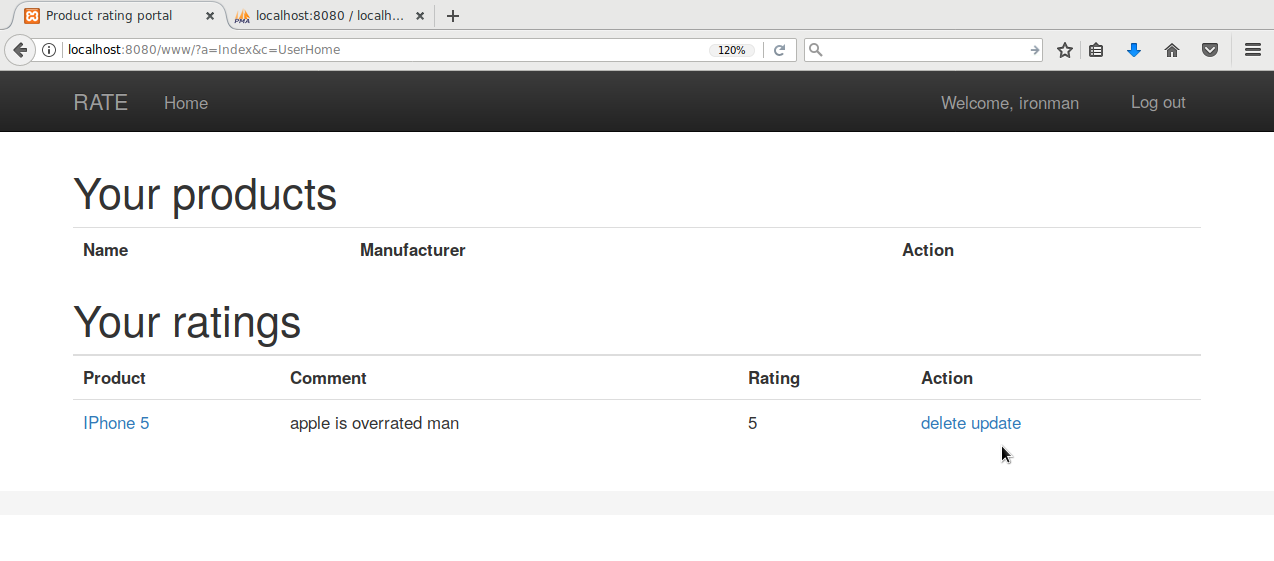 Product rating portal
PMA localhost:8080 / localh...
localhost:8080/www/?a=Index&c=UserHome 120%
RATE Home Welcome, ironman Log out
Your products
Name Manufacturer Action
Your ratings
Product Comment Rating Action
IPhone 5 apple is overrated man 5 delete update